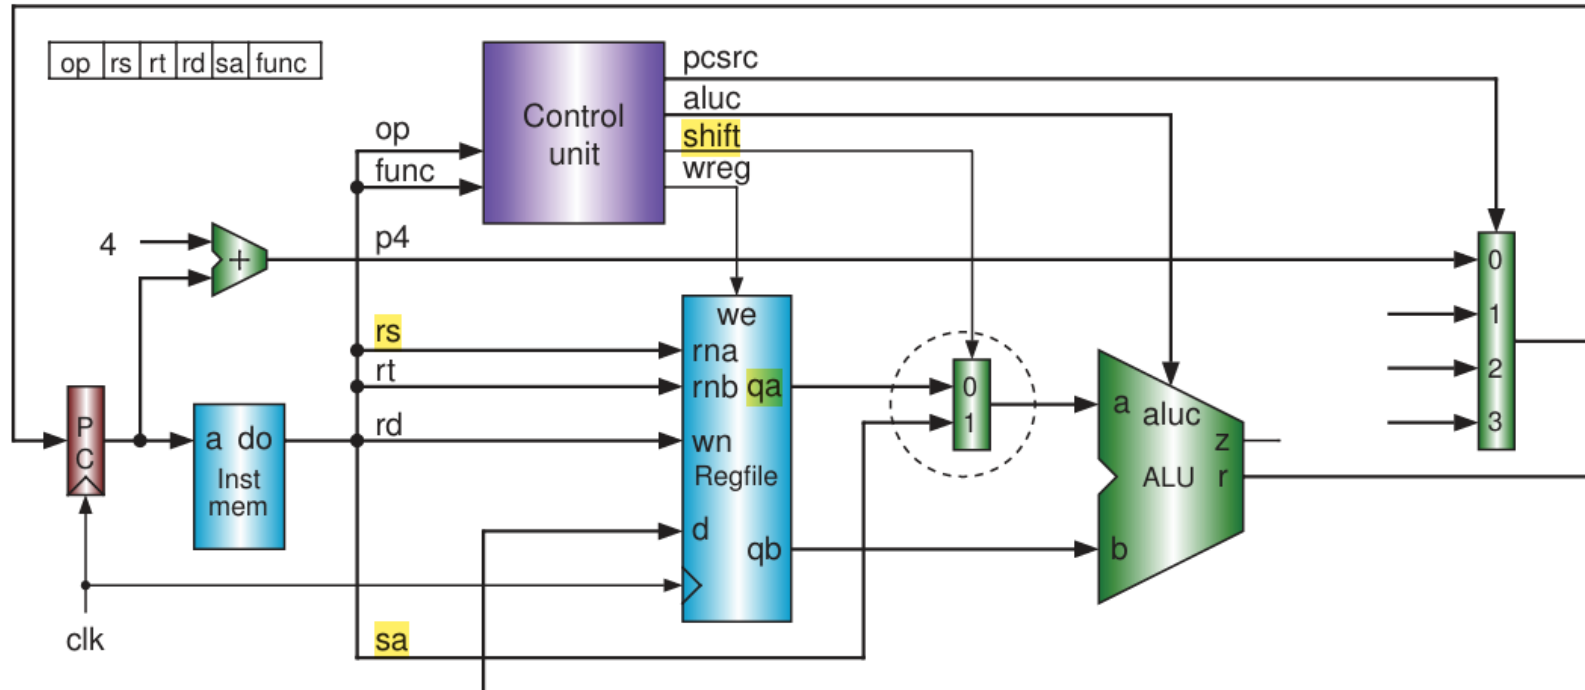 op rs rt rd sa func
Control
unit
pcsrc
aluc
shift
wreg
op
func
4
+
p4
0
1
2
3
rs
rt
rd
we
rna
rnb qa
wn
Regfile
d
qb
0
1
a aluc
z
ALU r
b
P
C
a do
Inst
mem
clk
sa